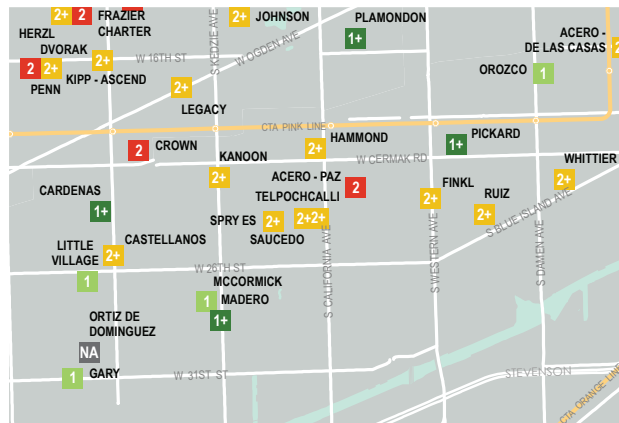 2+
2
FRAZIER
CHARTER
2+
JOHNSON
PLAMONDON
1+
ACERO -
DE LAS CASAS
HERZL
DVORAK
S KEDZIE AVE
W OGDEN AVE
W 16TH ST
2
2+
2+
PENN
KIPP - ASCEND
2+
LEGACY
OROZCO
1
CTA PINK LINE
2
CROWN
HAMMOND
2+
1+
PICKARD
W CERMAK RD
KANOON
2+
ACERO - PAZ
2
WHITTIER
2+
CARDENAS
1+
TELPOCHCALLI
2+2+
FINKL
2+
RUIZ
2+
SPRY ES
2+
SAUCEDO
S BLUE ISLAND AVE
S CALIFORNIA AVE
S WESTERN AVE
S DAMEN AVE
CASTELLANOS
2+
LITTLE
VILLAGE
1
W 26TH ST
MCCORMICK
1
MADERO
1+
ORTIZ DE
DOMINGUEZ
NA
1
GARY
W 31ST ST
STEVENSON
CTA ORANGE LINE